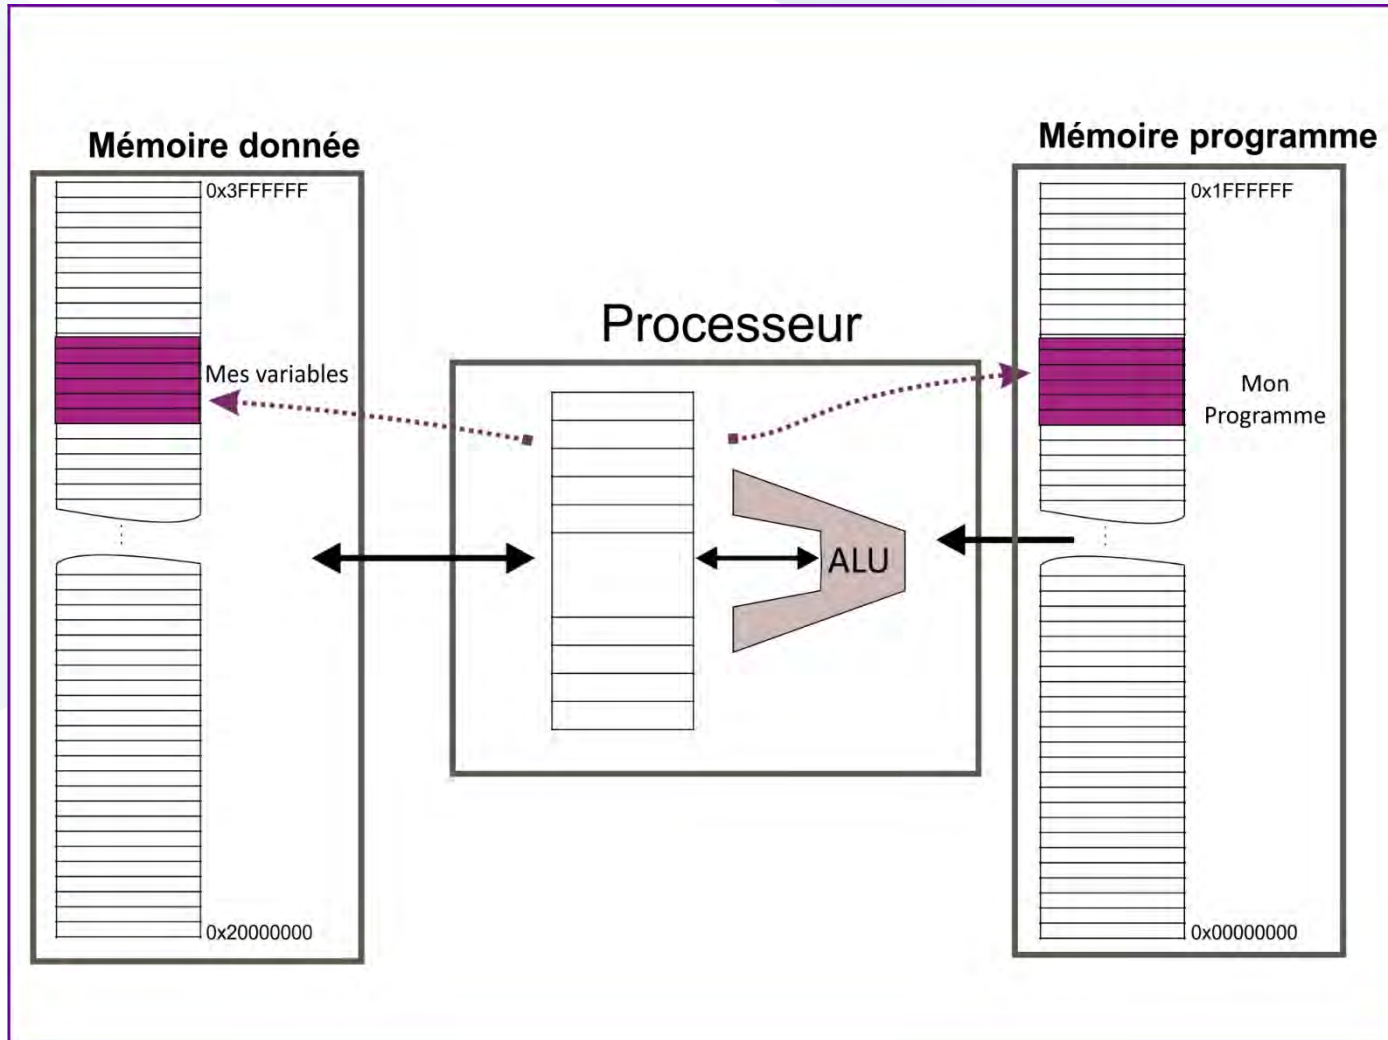 Mémoire donnée
0x3FFFFFF
Mes variables
0x20000000
Processeur
ALU
Mémoire programme
0x1FFFFFF
Mon
Programme
0x00000000